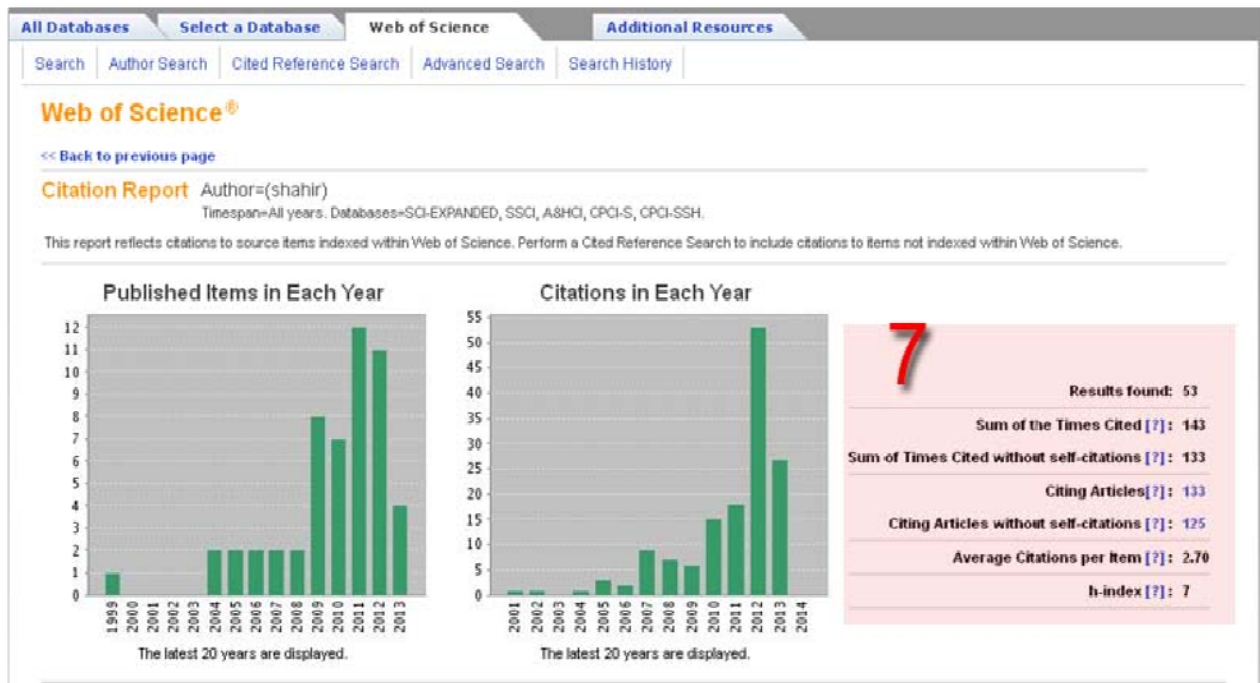 All Databases Select a Database Web of Science Additional Resources
Search Author Search Cited Reference Search Advanced Search Search History
Web of Science®
<< Back to previous page
Citation Report Author=(shahir)
Timespan=All years. Databases=SCI-EXPANDED, SSCI, A&HCI, CPCI-S, CPCI-SSH.
This report reflects citations to source items indexed within Web of Science. Perform a Cited Reference Search to include citations to items not indexed within Web of Science.
Published Items in Each Year
12
11
10
9
8
7
6
5
4
3
2
1
0
1999 2000 2001 2002 2003 2004 2005 2006 2007 2008 2009 2010 2011 2012 2013
The latest 20 years are displayed.
Citations in Each Year
55
50
45
40
35
30
25
20
15
10
5
0
2001 2002 2003 2004 2005 2006 2007 2008 2009 2010 2011 2012 2013 2014
The latest 20 years are displayed.
7
Results found: 53
Sum of the Times Cited [?] : 143
Sum of Times Cited without self-citations [?] : 133
Citing Articles[?] : 133
Citing Articles without self-citations [?] : 125
Average Citations per Item [?] : 2.70
h-index [?] : 7